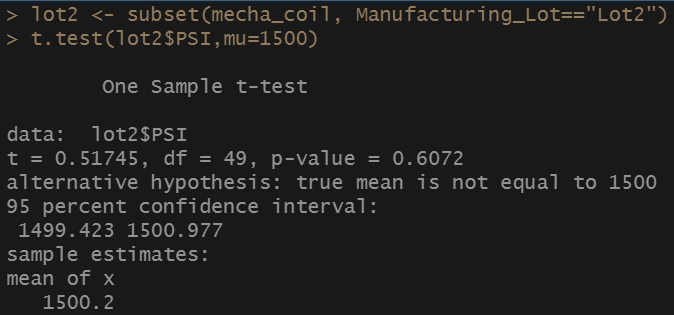 > lot2 <- subset(mecha_coil, Manufacturing_Lot=="Lot2")
> t.test(lot2$PSI,mu=1500)
One Sample t-test
data:  lot2$PSI
t = 0.51745, df = 49, p-value = 0.6072
alternative hypothesis: true mean is not equal to 1500
95 percent confidence interval:
1499.423 1500.977
sample estimates:
mean of x
1500.2